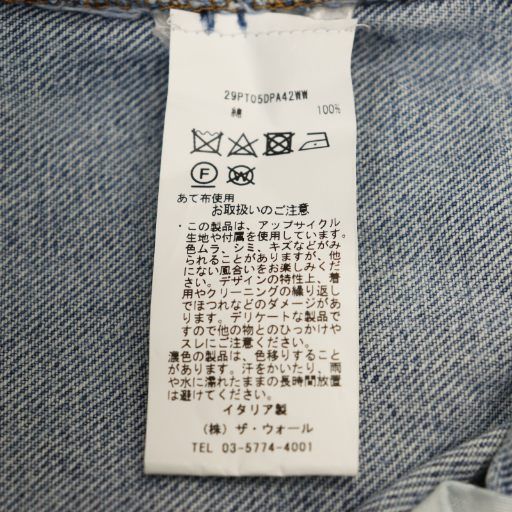 29PT05DPA42WW
綿 100%
F W
あて布使用
お取扱いのご注意
・この製品は、アップサイクル
生地や付属を使用しています。
色ムラ、シミ、キズなどがみ
られることがありますが、他
にない風合いをお楽しみくだ
さい。デザインの特性上、着
用やクリーニングの繰り返し
でほつれなどのダメージがあ
ります。デリケートな製品で
すので他の物とのひっかけや
スレにご注意ください。
濃色の製品は、色移りすること
があります。汗をかいたり、雨
や水に濡れたままの長時間放置
は避けてください。
イタリア製
(株) ザ・ウォール
TEL 03-5774-4001